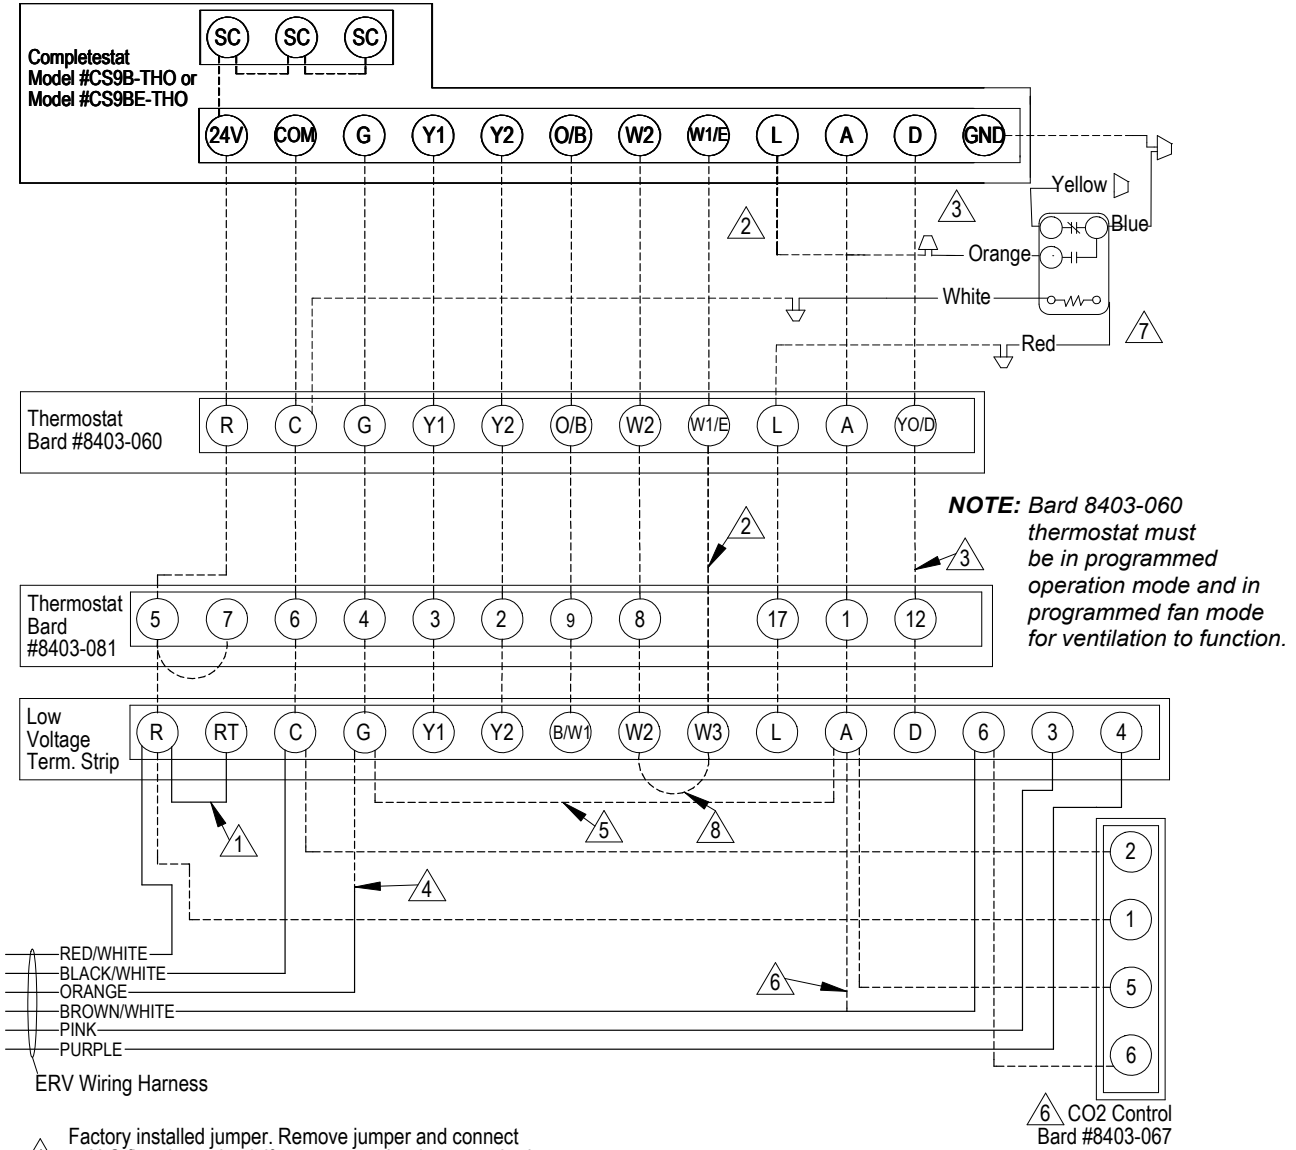 SC SC SC
Completestat
Model #CS9B-THO or
Model #CS9BE-THO
24V COM G Y1 Y2 O/B W2 W1/E L A D GND
Yellow
2
3
Blue
Orange
White
7
Red
Thermostat
Bard #8403-060
R C G Y1 Y2 O/B W2 W1/E L A YO/D
NOTE: Bard 8403-060
thermostat must
be in programmed
operation mode and in
programmed fan mode
for ventilation to function.
2
3
Thermostat
Bard
#8403-081
5 7 6 4 3 2 9 8 17 1 12
Low
Voltage
Term. Strip
R RT C G Y1 Y2 B/W1 W2 W3 L A D 6 3 4
1
5
8
4
2
1
5
6
6
RED/WHITE
BLACK/WHITE
ORANGE
BROWN/WHITE
PINK
PURPLE
ERV Wiring Harness
6 CO2 Control
Bard #8403-067
Factory installed jumper. Remove jumper and connect